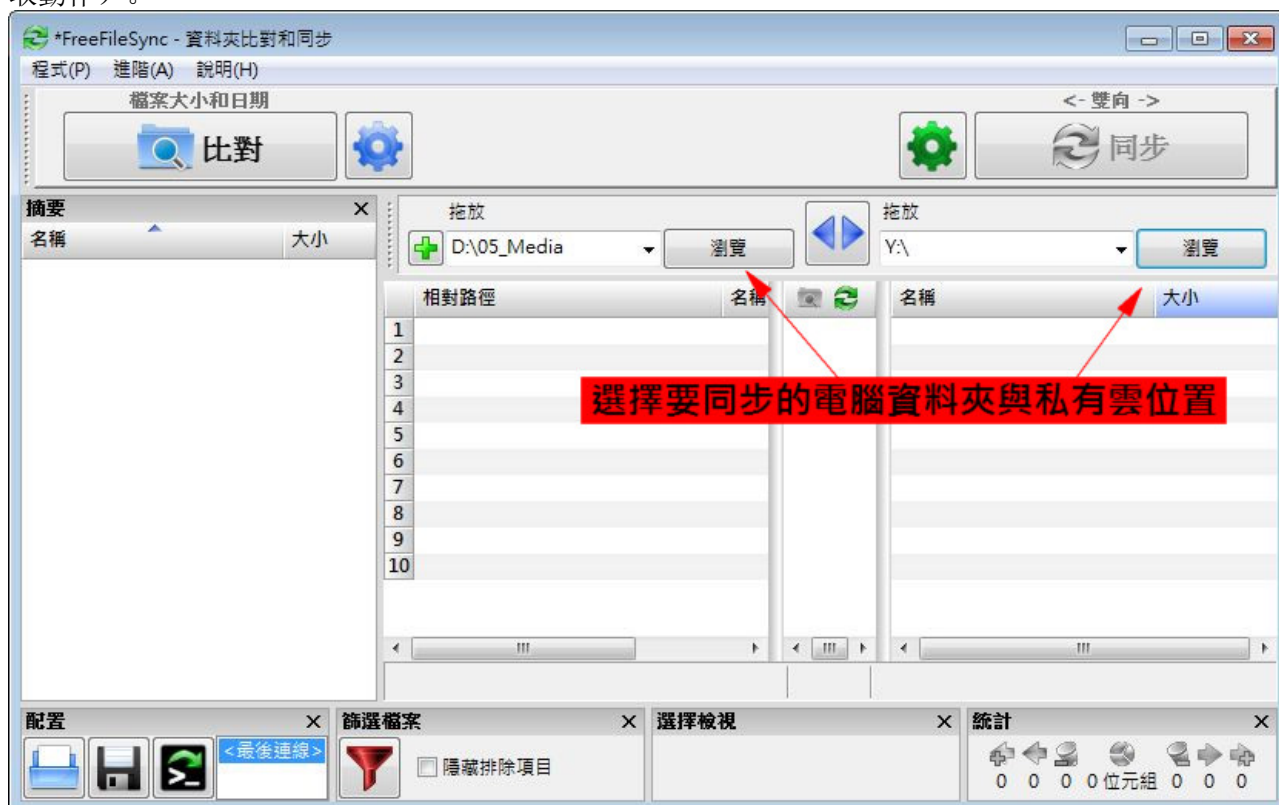 *FreeFileSync - 資料夾比對和同步
程式(P) 進階(A) 說明(H)
檔案大小和日期
<- 雙向 ->
比對
同步
摘要
名稱 大小
拖放
拖放
D:\05_Media 瀏覽
Y:\ 瀏覽
相對路徑 名稱
名稱 大小
1
2
3
4
5
6
7
8
9
10
選擇要同步的電腦資料夾與私有雲位置
配置
篩選檔案
選擇檢視
統計
<最後連線>
隱藏排除項目
0 0 0 0位元組 0 0 0